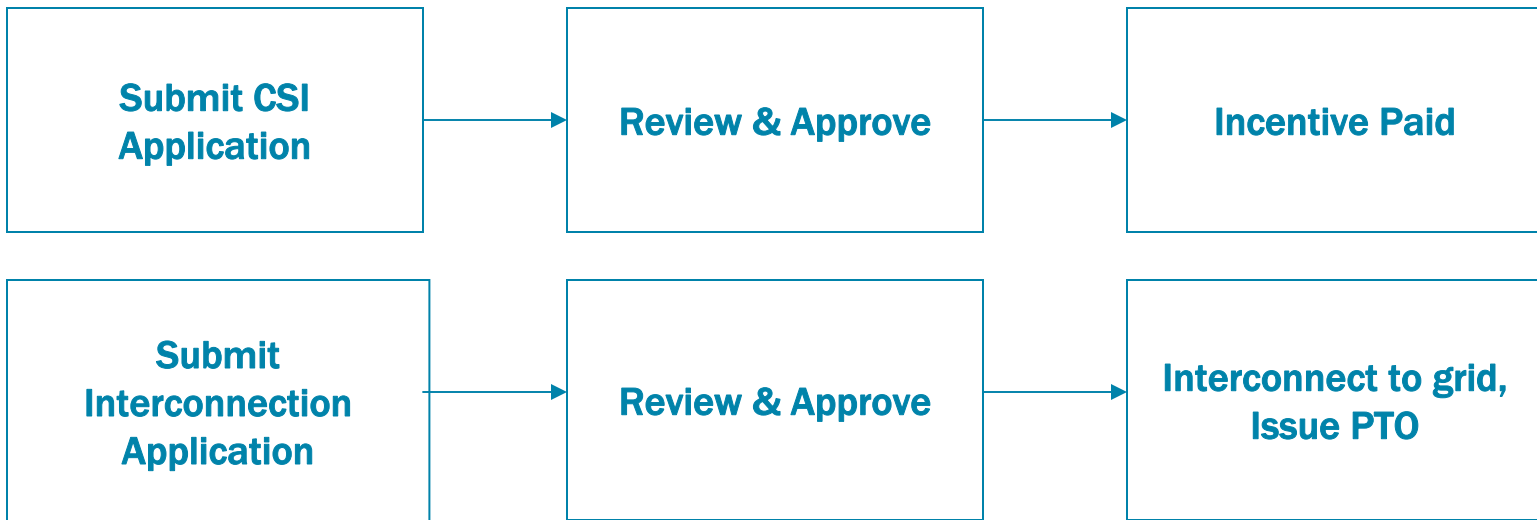 Submit CSI
Application
Review & Approve
Incentive Paid
Submit
Interconnection
Application
Review & Approve
Interconnect to grid,
Issue PTO